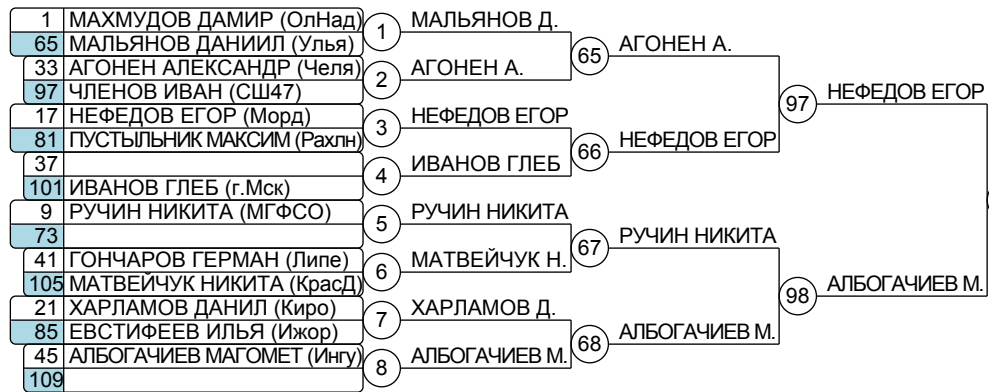 1 МАХМУДОВ ДАМИР (ОлНад)
65 МАЛЬЯНОВ ДАНИИЛ (Улья)
33 АГОНЕН АЛЕКСАНДР (Челя)
97 ЧЛЕНОВ ИВАН (СШ47)
17 НЕФЕДОВ ЕГОР (Морд)
81 ПУСТЫЛЬНИК МАКСИМ (Рахлн)
37
101 ИВАНОВ ГЛЕБ (г.Мск)
9 РУЧИН НИКИТА (МГФСО)
73
41 ГОНЧАРОВ ГЕРМАН (Липе)
105 МАТВЕЙЧУК НИКИТА (КрасД)
21 ХАРЛАМОВ ДАНИЛ (Киро)
85 ЕВСТИФЕЕВ ИЛЬЯ (Ижор)
45 АЛБОГАЧИЕВ МАГОМЕТ (Ингу)
109
1 МАЛЬЯНОВ Д.
2 АГОНЕН А.
3 НЕФЕДОВ ЕГОР
4 ИВАНОВ ГЛЕБ
5 РУЧИН НИКИТА
6 МАТВЕЙЧУК Н.
7 ХАРЛАМОВ Д.
8 АЛБОГАЧИЕВ М.
65 АГОНЕН А.
66 НЕФЕДОВ ЕГОР
67 РУЧИН НИКИТА
68 АЛБОГАЧИЕВ М.
97 НЕФЕДОВ ЕГОР
98 АЛБОГАЧИЕВ М.